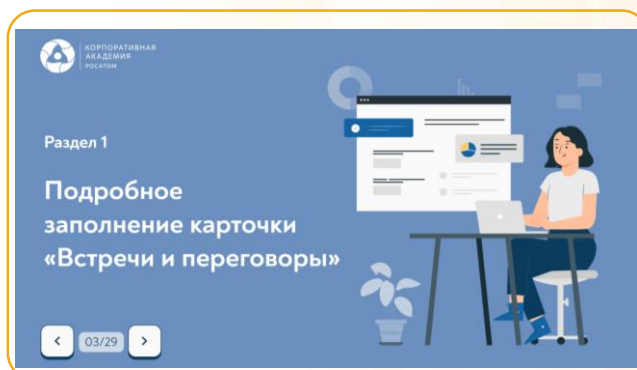 КОРПОРАТИВНАЯ
АКАДЕМИЯ
РОСАТОМ
Раздел 1
Подробное
заполнение карточки
«Встречи и переговоры»
03/29